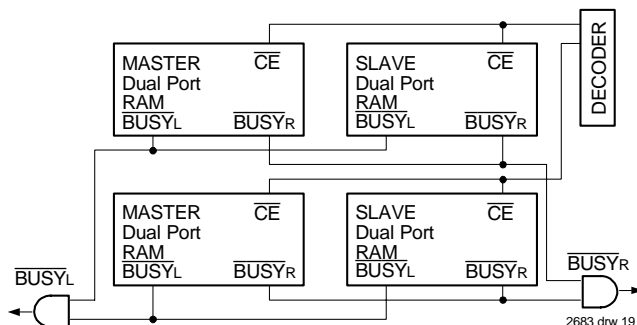 MASTER
Dual Port
RAM
CE
BUSYL
BUSYR
SLAVE
Dual Port
RAM
CE
BUSYL
BUSYR
DECODER
MASTER
Dual Port
RAM
CE
BUSYL
BUSYR
SLAVE
Dual Port
RAM
CE
BUSYL
BUSYR
BUSYL
BUSYR
2683 drw 19